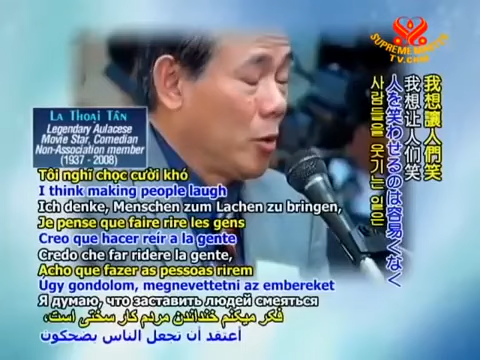 SUPREME MASTER
TV.COM
LA THOẠI TÂN
Legendary Aulacese
Movie Star, Comedian
Non-Association member
(1937 - 2008)
Tôi nghĩ chọc cười khó
I think making people laugh
Ich denke, Menschen zum Lachen zu bringen,
Je pense que faire rire les gens
Creo que hacer reír a la gente
Credo che far ridere la gente,
Acho que fazer as pessoas rirem
Úgy gondolom, megnevettetni az embereket
Я думаю, что заставить людей смеяться
فکر میکنم خنداندن مردم کار سختی است،
أعتقد أن نجعل الناس يضحكون
我想讓人們笑
我想让人们笑
人を笑わせるのは容易くなく
사람들을 웃기는 일은